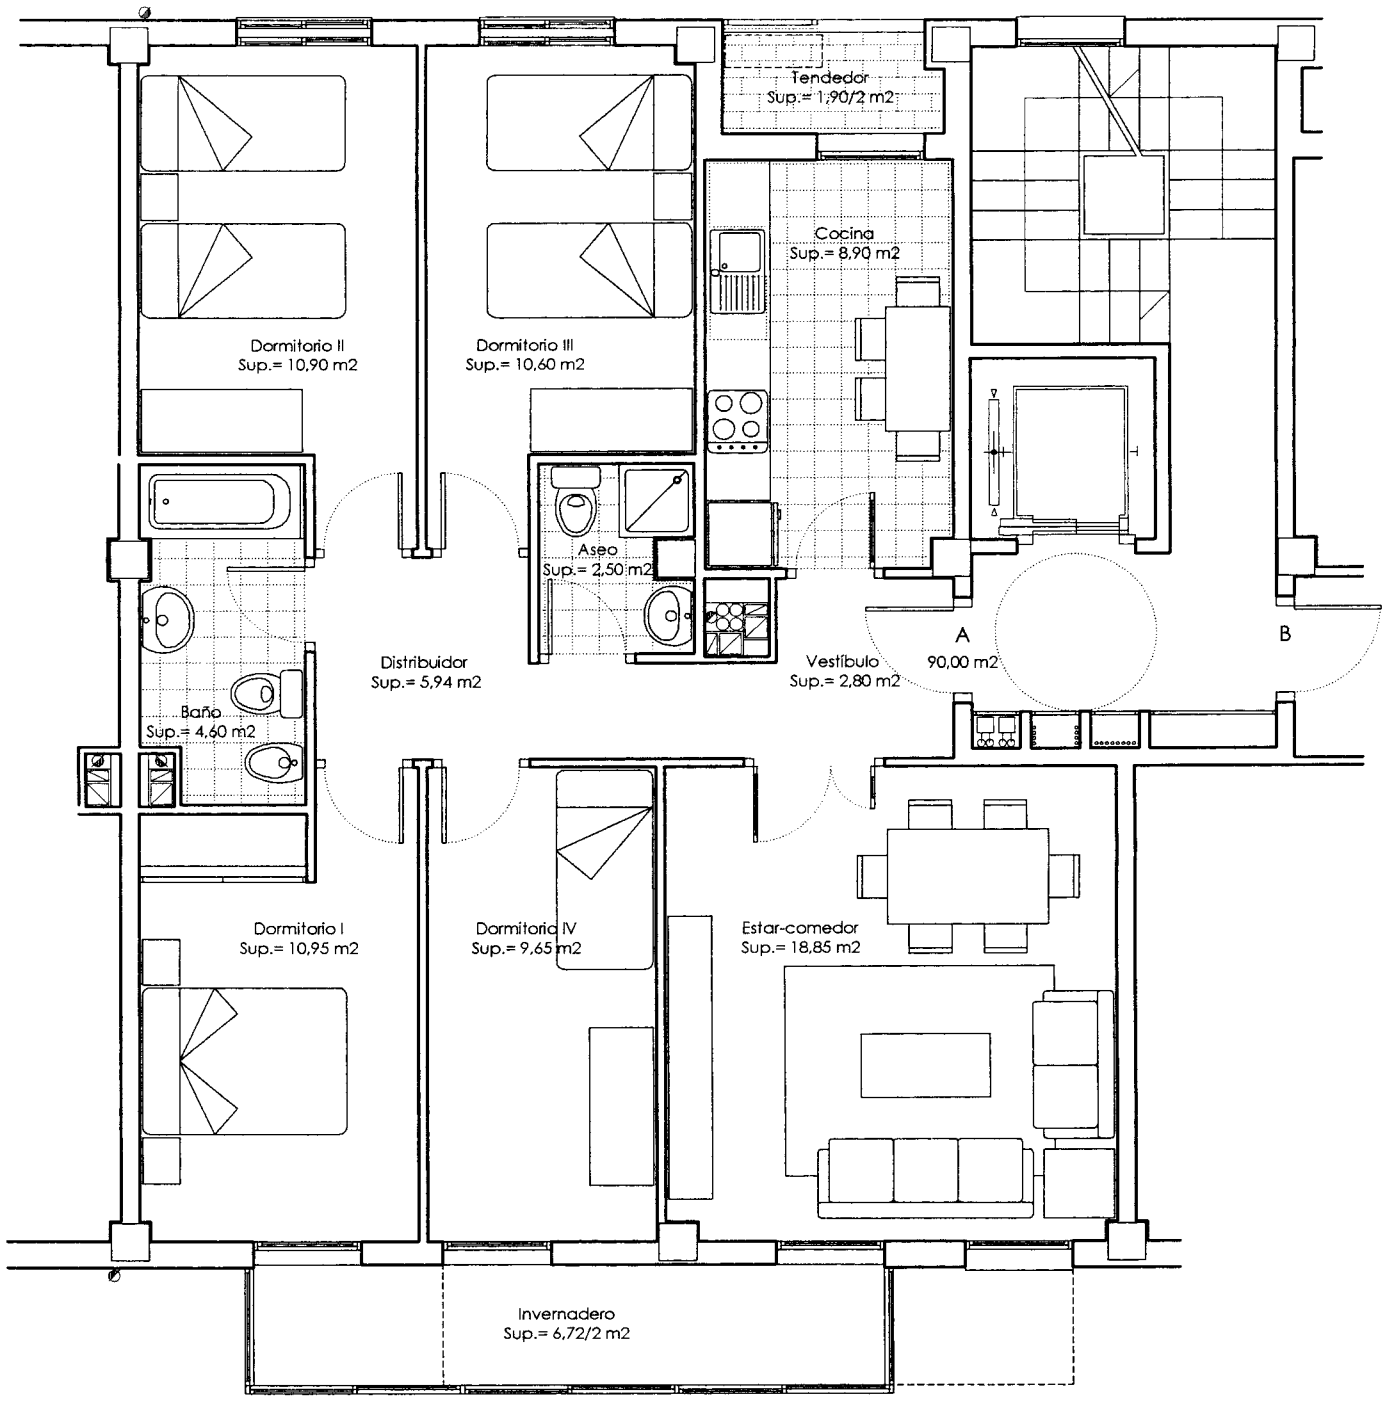 Tendedor
Sup.= 1,90/2 m2
Cocina
Sup.= 8,90 m2
Dormitorio II
Sup.= 10,90 m2
Dormitorio III
Sup.= 10,60 m2
Aseo
Sup.= 2,50 m2
A
90,00 m2
B
Distribuidor
Sup.= 5,94 m2
Vestíbulo
Sup.= 2,80 m2
Baño
Sup.= 4,60 m2
Dormitorio I
Sup.= 10,95 m2
Dormitorio IV
Sup.= 9,65 m2
Estar-comedor
Sup.= 18,85 m2
Invernadero
Sup.= 6,72/2 m2